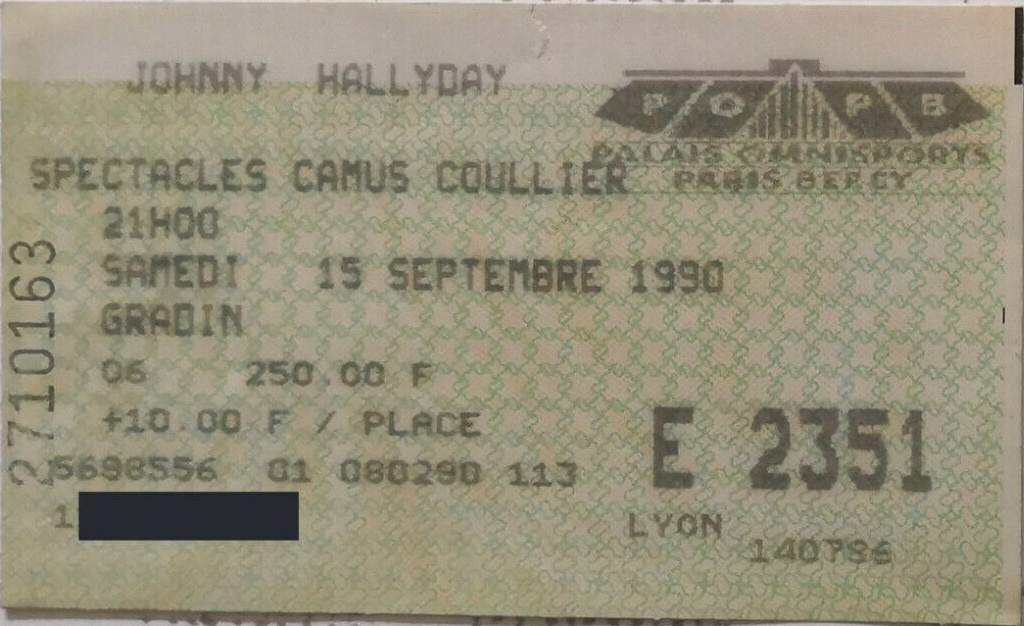 JOHNNY HALLYDAY
P O P B
PALAIS OMNISPORTS
PARIS BERCY
SPECTACLES CAMUS COULLIER
21H00
SAMEDI 15 SEPTEMBRE 1990
GRADIN
06 250.00 F
+10.00 F / PLACE
E 2351
5698556 01 080290 113
1
LYON
140786
2710163